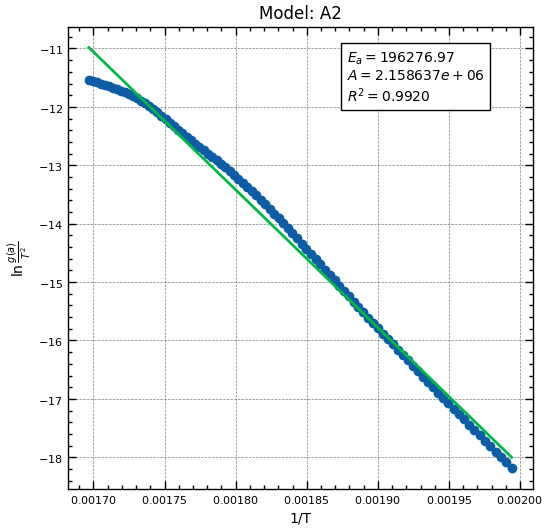 Model: A2
E_a = 196276.97
A = 2.158637e + 06
R² = 0.9920
ln g(a)/T²
−11
−12
−13
−14
−15
−16
−17
−18
0.00170 0.00175 0.00180 0.00185 0.00190 0.00195 0.00200
1/T